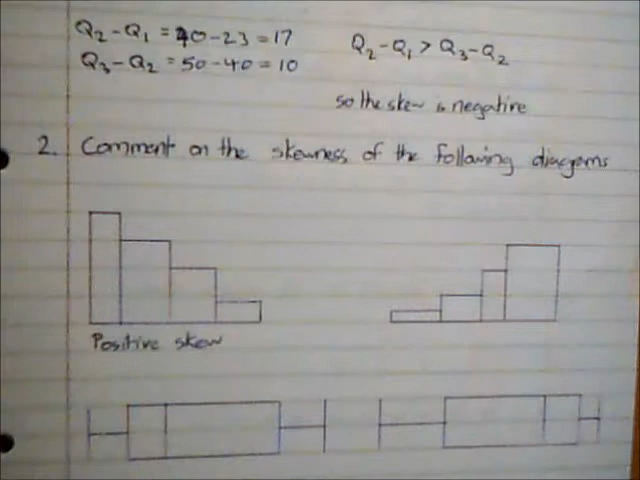 Q₂-Q₁ = 40-23 = 17
Q₃-Q₂ = 50-40 = 10
Q₂-Q₁ > Q₃-Q₂
so the skew is negative
2. Comment on the skewness of the following diagrams
Positive skew